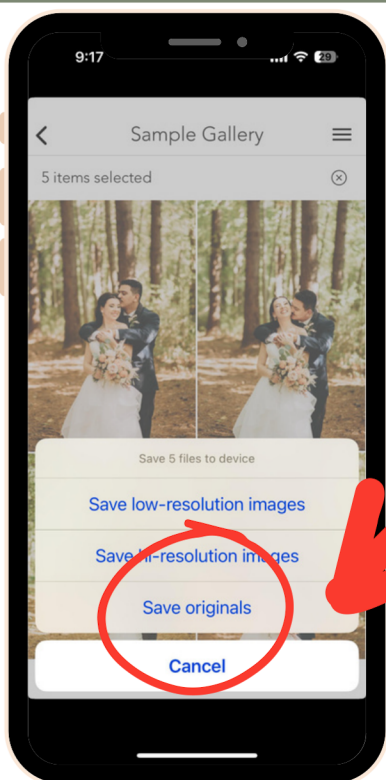 9:17
29
Sample Gallery
5 items selected
Save 5 files to device
Save low-resolution images
Save hi-resolution images
Save originals
Cancel